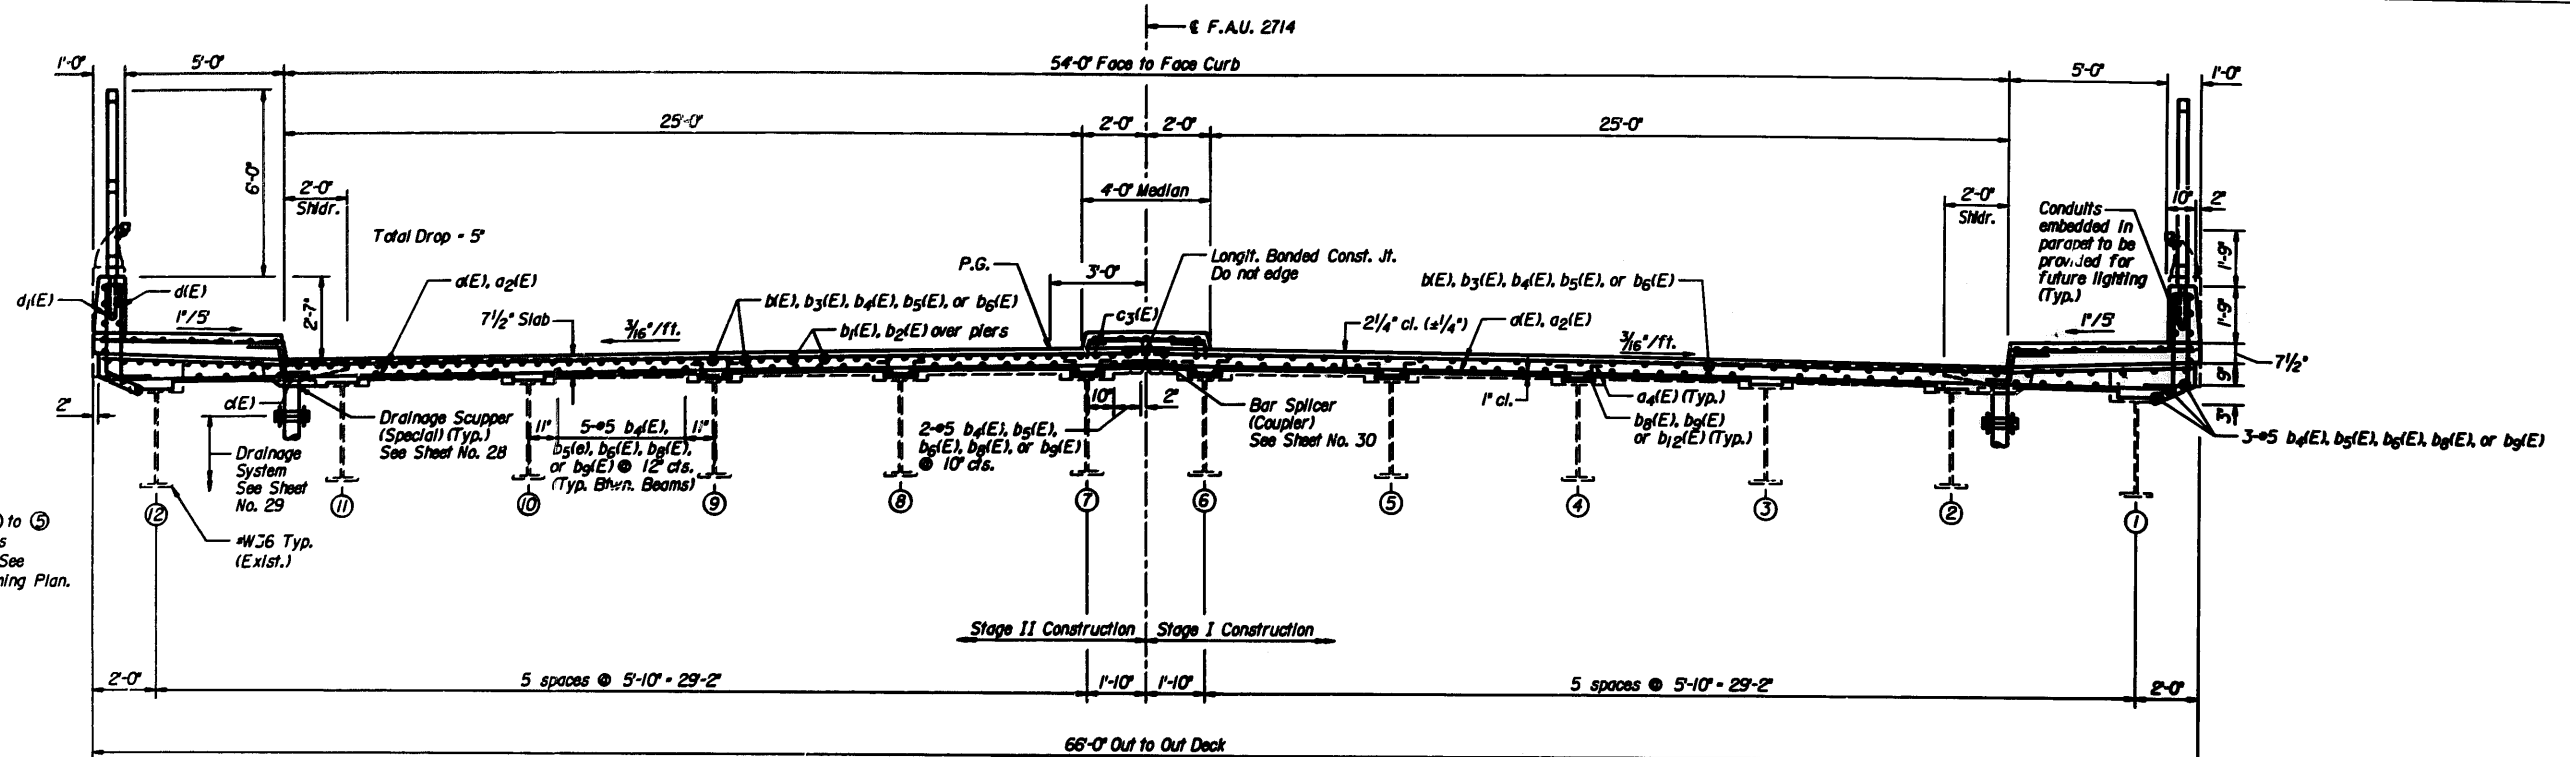 ℄ F.A.U. 2714
1'-0" 5'-0" 54'-0" Face to Face Curb 5'-0" 1'-0"
25'-0" 2'-0" 2'-0" 25'-0"
6'-0"
2'-0"
Shldr.
4'-0" Median
2'-0"
Shldr.
10" 2"
Conduits
embedded in
parapet to be
provided for
future lighting
(Typ.)
Total Drop = 5"
P.G.
3'-0"
Longit. Bonded Const. Jt.
Do not edge
1'-9"
1'-9"
7 1/2"
9"
3"
d1(E)
d(E)
2'-7"
a(E), a2(E)
b(E), b3(E), b4(E), b5(E), or b6(E)
b(E), b3(E), b4(E), b5(E), or b6(E)
1"/5'
7 1/2" Slab
3/16"/ft.
b1(E), b2(E) over piers
c3(E)
2 1/4" cl. (±1/4")
a(E), a2(E)
3/16"/ft.
1"/5'
2"
c(E)
Drainage Scupper
(Special) (Typ.)
See Sheet No. 28
Drainage
System
See Sheet
No. 29
11" 5-#5 b4(E), 11"
b5(e), b6(E), b8(E),
or b9(E) @ 12" cts.
(Typ. Btwn. Beams)
10" 2"
2-#5 b4(E), b5(E),
b6(E), b8(E), or b9(E)
@ 10" cts.
Bar Splicer
(Coupler)
See Sheet No. 30
1" cl.
a4(E) (Typ.)
b8(E), b9(E)
or b12(E) (Typ.)
3-#5 b4(E), b5(E), b6(E), b8(E), or b9(E)
12 11 10 9 8 7 6 5 4 3 2 1
to 5
See
ning Plan.
*W36 Typ.
(Exist.)
Stage II Construction Stage I Construction
2'-0" 5 spaces @ 5'-10" = 29'-2" 1'-10" 1'-10" 5 spaces @ 5'-10" = 29'-2" 2'-0"
66'-0" Out to Out Deck